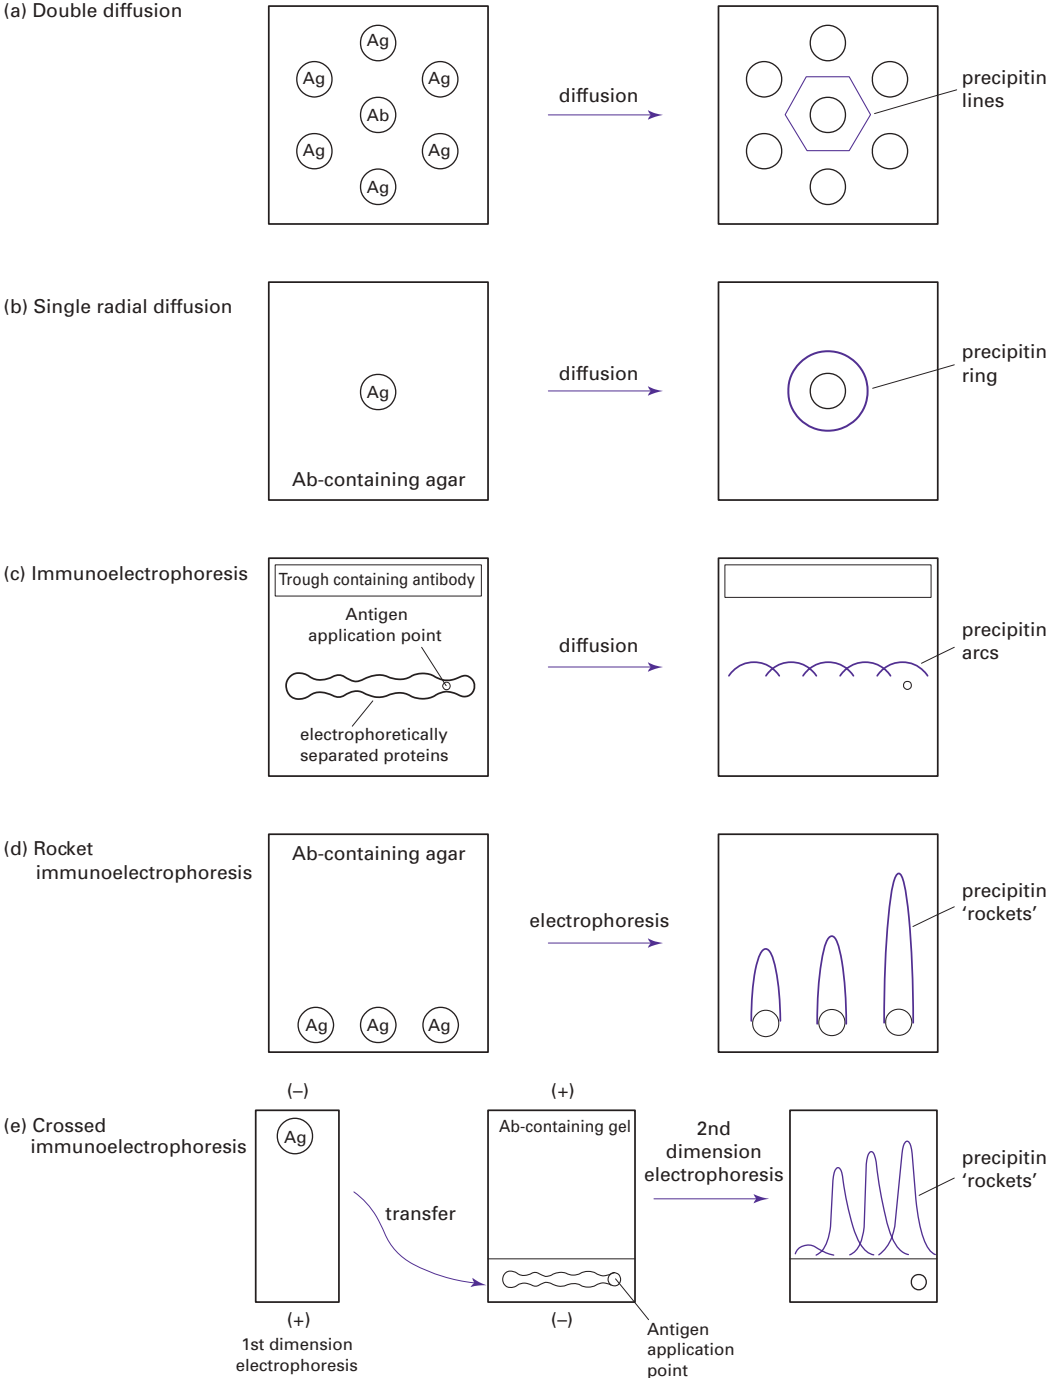 (a) Double diffusion
Ag
Ag
Ag
Ab
Ag
Ag
Ag
diffusion
precipitin
lines
(b) Single radial diffusion
Ag
Ab-containing agar
diffusion
precipitin
ring
(c) Immunoelectrophoresis
Trough containing antibody
Antigen
application point
electrophoretically
separated proteins
diffusion
precipitin
arcs
(d) Rocket
immunoelectrophoresis
Ab-containing agar
Ag
Ag
Ag
electrophoresis
precipitin
‘rockets’
(e) Crossed
immunoelectrophoresis
(–)
Ag
(+)
1st dimension
electrophoresis
transfer
(+)
Ab-containing gel
(–)
Antigen
application
point
2nd
dimension
electrophoresis
precipitin
‘rockets’